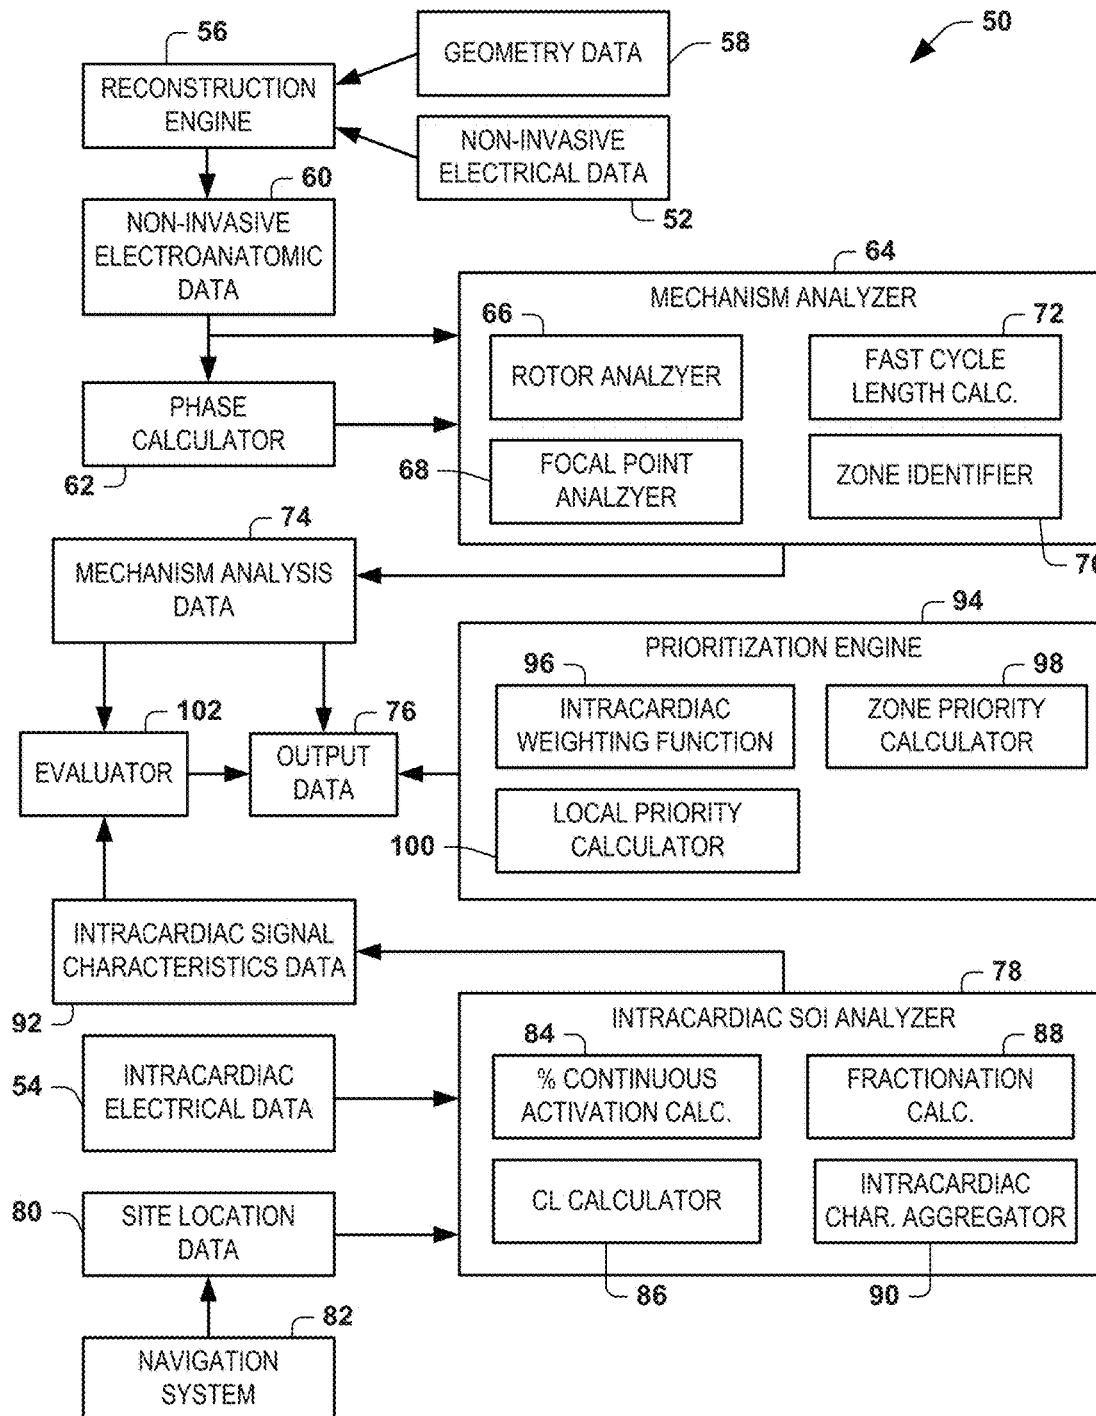 50
56
58
GEOMETRY DATA
RECONSTRUCTION
ENGINE
NON-INVASIVE
ELECTRICAL DATA
52
60
NON-INVASIVE
ELECTROANATOMIC
DATA
64
MECHANISM ANALYZER
66
ROTOR ANALZYER
72
FAST CYCLE
LENGTH CALC.
PHASE
CALCULATOR
62
68
FOCAL POINT
ANALZYER
ZONE IDENTIFIER
74
MECHANISM ANALYSIS
DATA
94
PRIORITIZATION ENGINE
96
INTRACARDIAC
WEIGHTING FUNCTION
98
ZONE PRIORITY
CALCULATOR
102
EVALUATOR
76
OUTPUT
DATA
LOCAL PRIORITY
CALCULATOR
100
INTRACARDIAC SIGNAL
CHARACTERISTICS DATA
92
78
INTRACARDIAC SOI ANALYZER
84
% CONTINUOUS
ACTIVATION CALC.
88
FRACTIONATION
CALC.
54
INTRACARDIAC
ELECTRICAL DATA
CL CALCULATOR
86
INTRACARDIAC
CHAR. AGGREGATOR
90
80
SITE LOCATION
DATA
82
NAVIGATION
SYSTEM